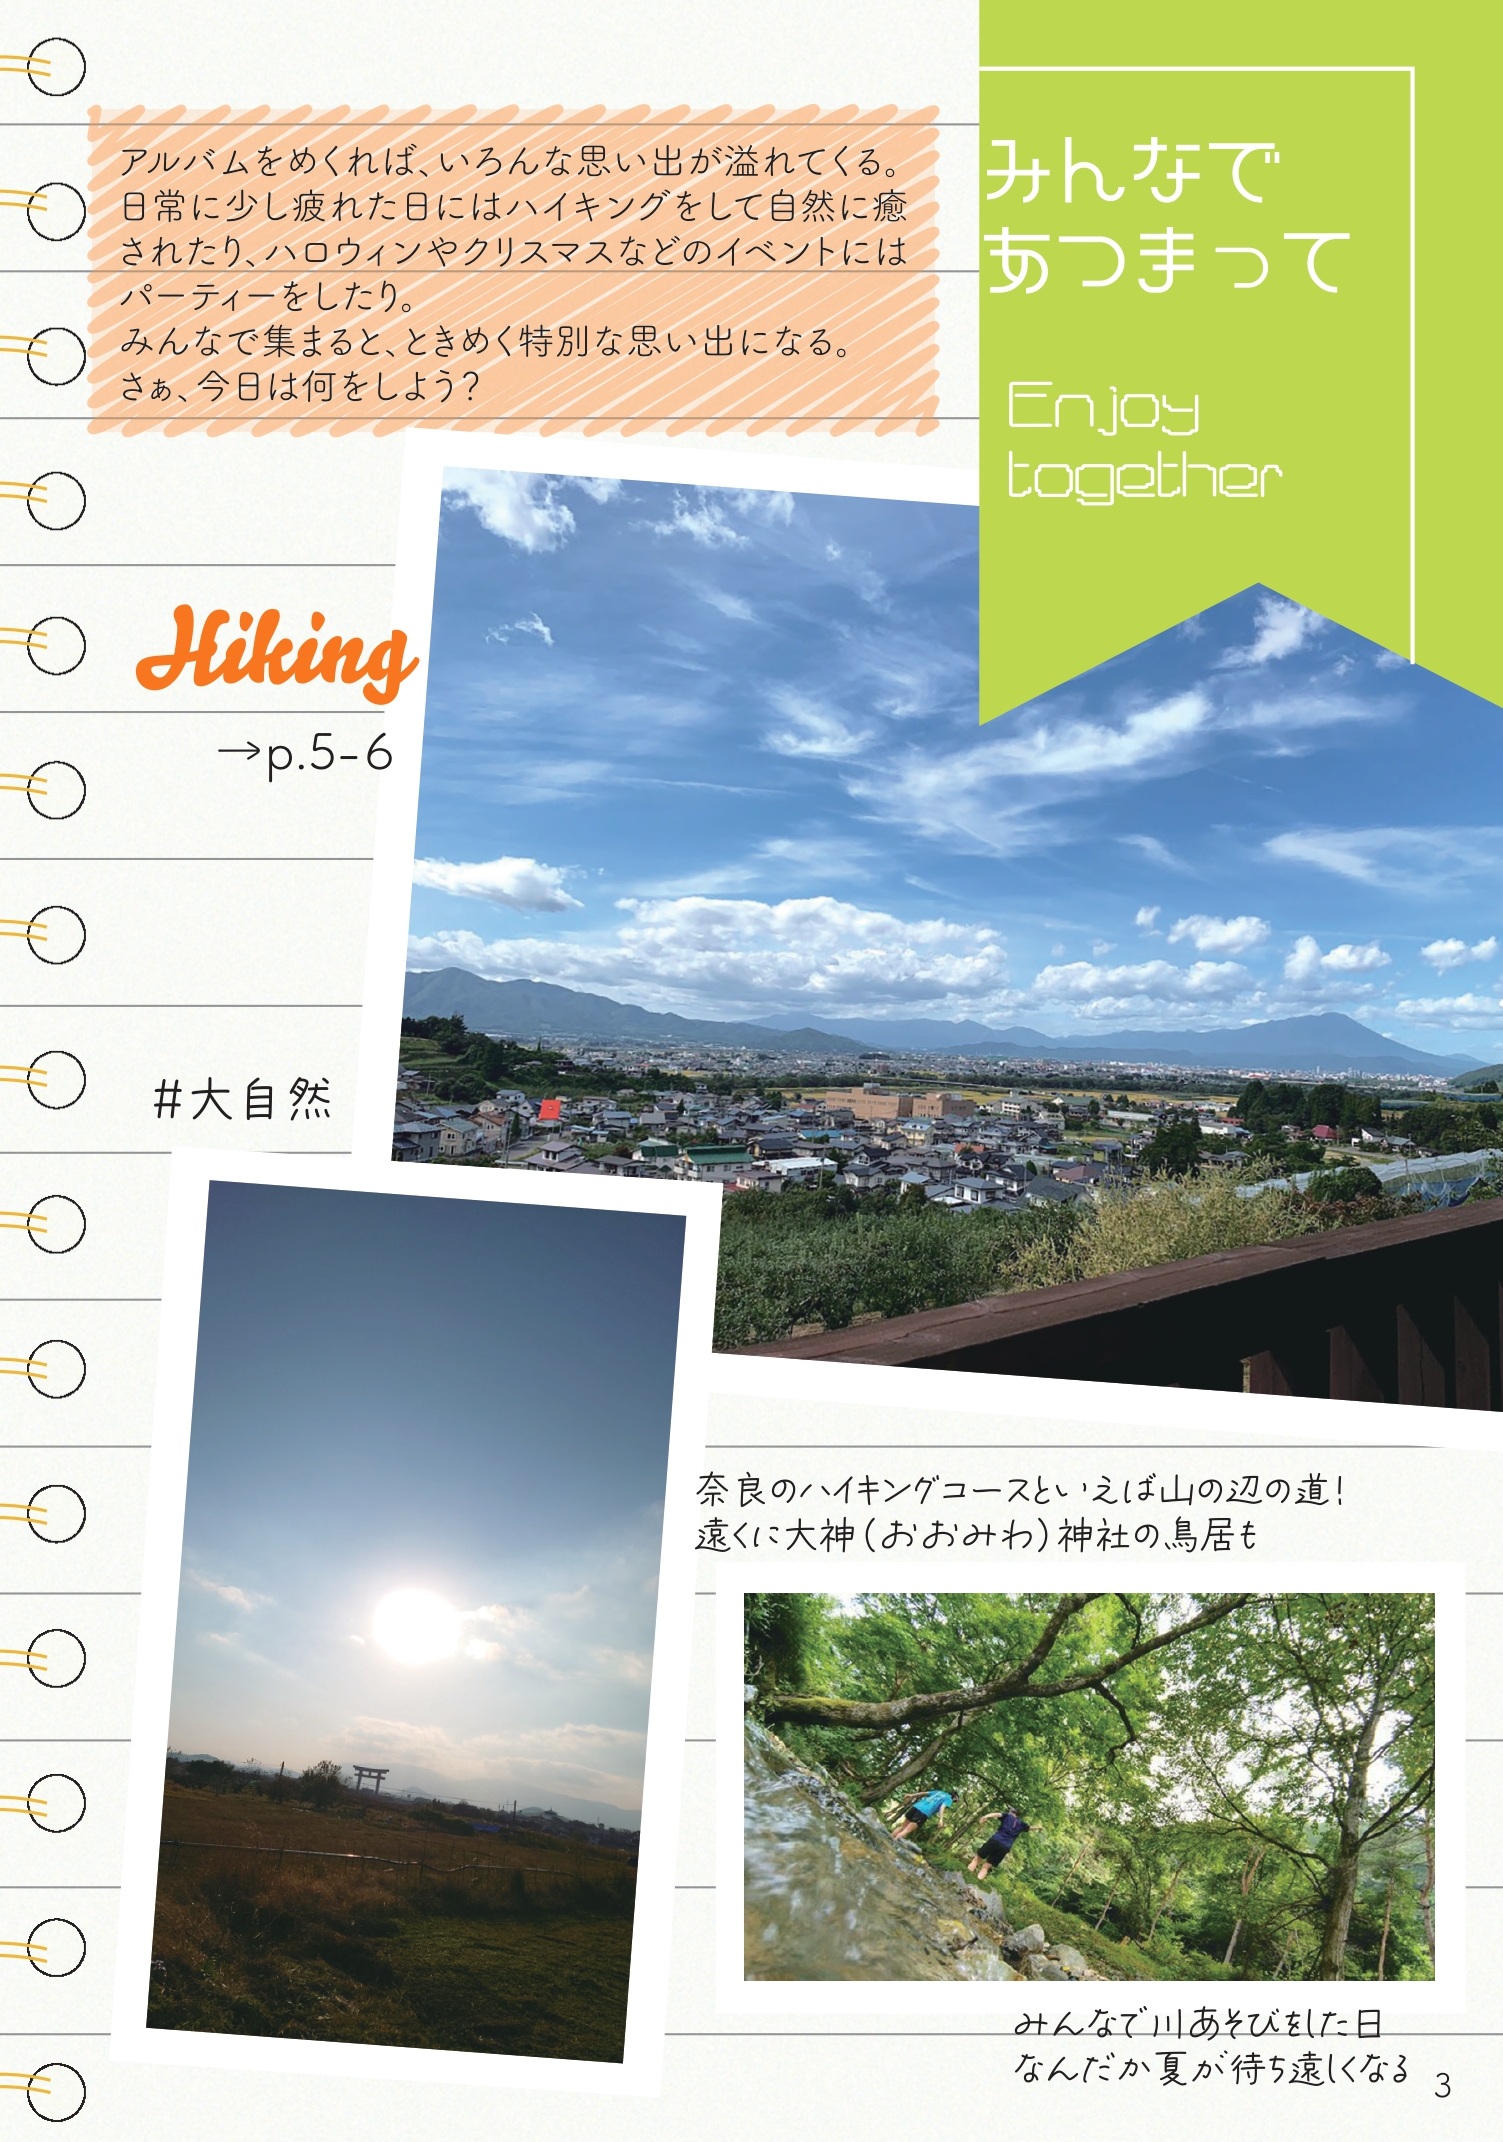 みんなで
あつまって
Enjoy
together
アルバムをめくれば、いろんな思い出が溢れてくる。
日常に少し疲れた日にはハイキングをして自然に癒
されたり、ハロウィンやクリスマスなどのイベントには
パーティーをしたり。
みんなで集まると、ときめく特別な思い出になる。
さぁ、今日は何をしよう?
Hiking
→p.5-6
#大自然
奈良のハイキングコースといえば山の辺の道!
遠くに大神(おおみわ)神社の鳥居も
みんなで川あそびをした日
なんだか夏が待ち遠しくなる
3